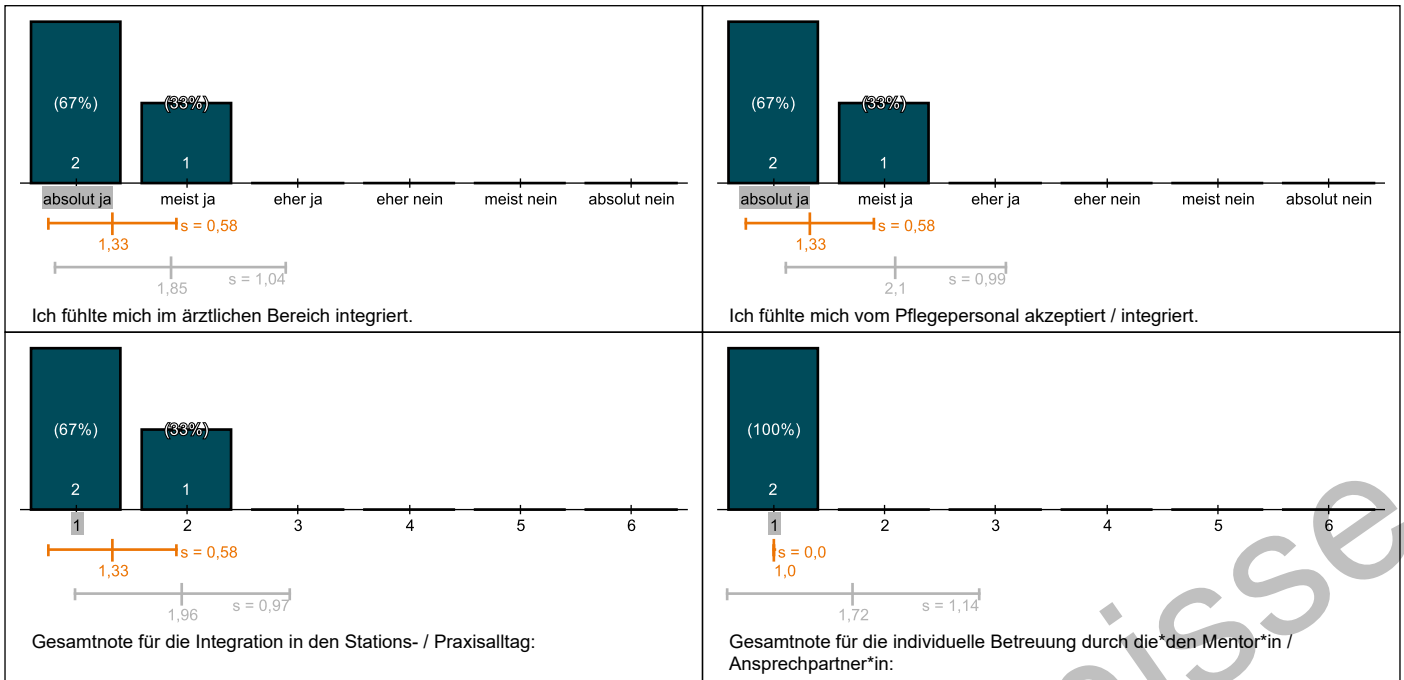 (67%)
(33%)
2
1
absolut ja meist ja eher ja eher nein meist nein absolut nein
s = 0,58
1,33
s = 1,04
1,85
Ich fühlte mich im ärztlichen Bereich integriert.
(67%)
(33%)
2
1
absolut ja meist ja eher ja eher nein meist nein absolut nein
s = 0,58
1,33
s = 0,99
2,1
Ich fühlte mich vom Pflegepersonal akzeptiert / integriert.
(67%)
(33%)
2
1
1 2 3 4 5 6
s = 0,58
1,33
s = 0,97
1,96
Gesamtnote für die Integration in den Stations- / Praxisalltag:
(100%)
2
1 2 3 4 5 6
s = 0,0
1,0
s = 1,14
1,72
Gesamtnote für die individuelle Betreuung durch die*den Mentor*in /
Ansprechpartner*in:
isse